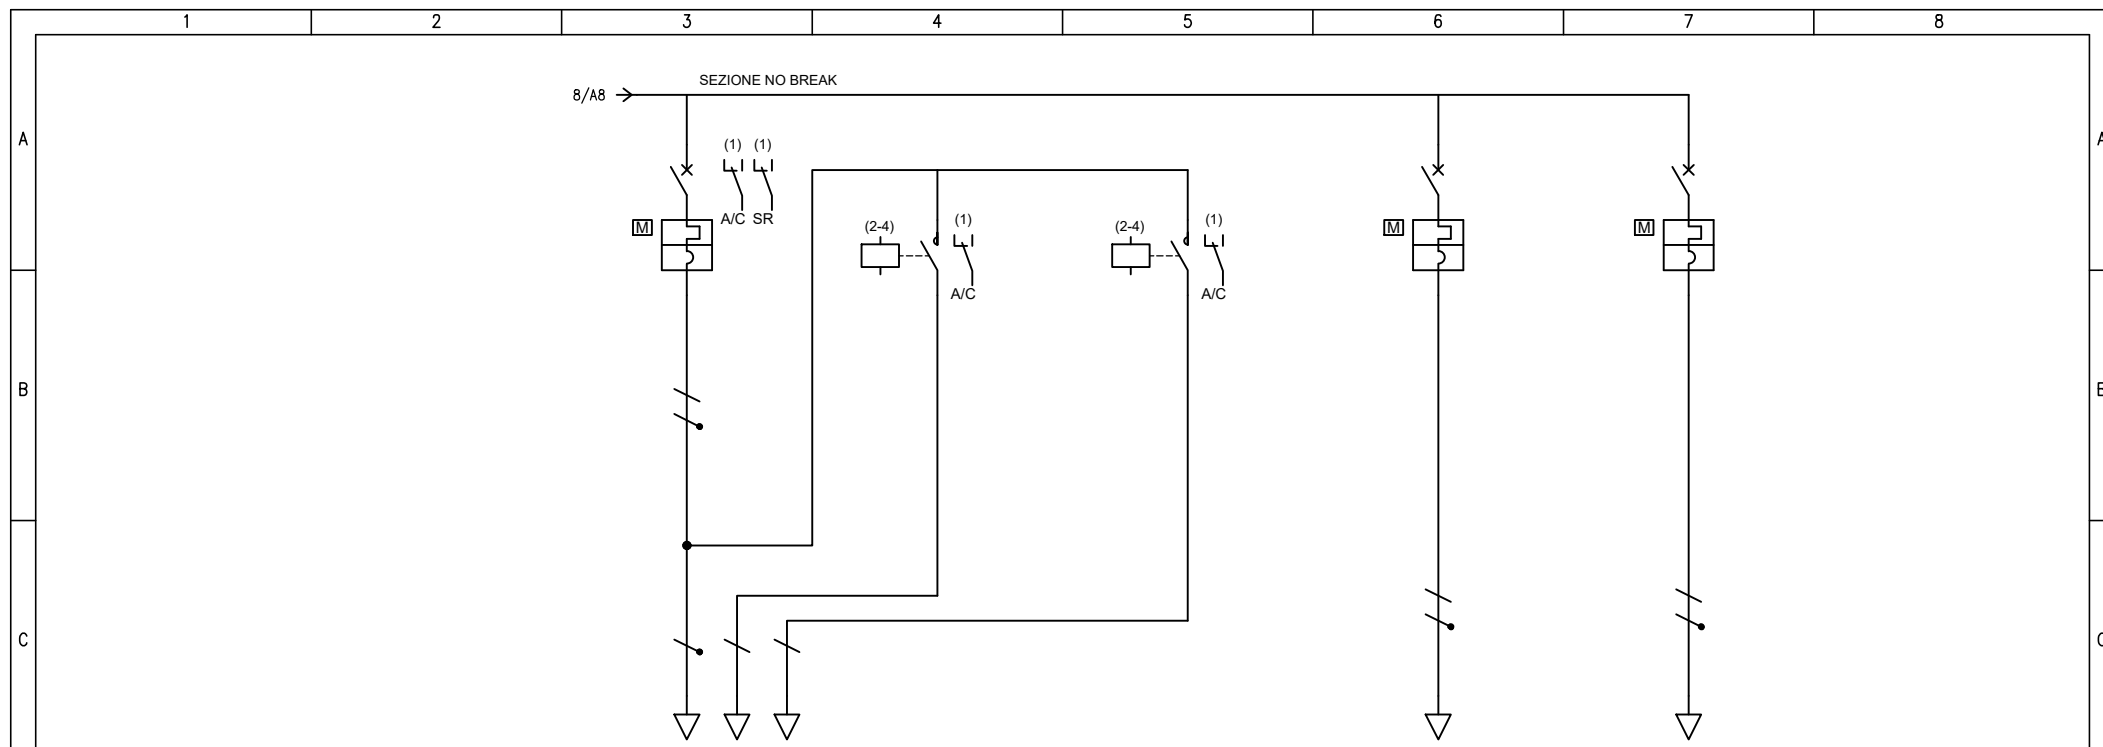 1 2 3 4 5 6 7 8
SEZIONE NO BREAK
8/A8
A A
(1) (1)
A/C SR
(2-4) (1) (2-4) (1)
M M M
A/C A/C
B
C